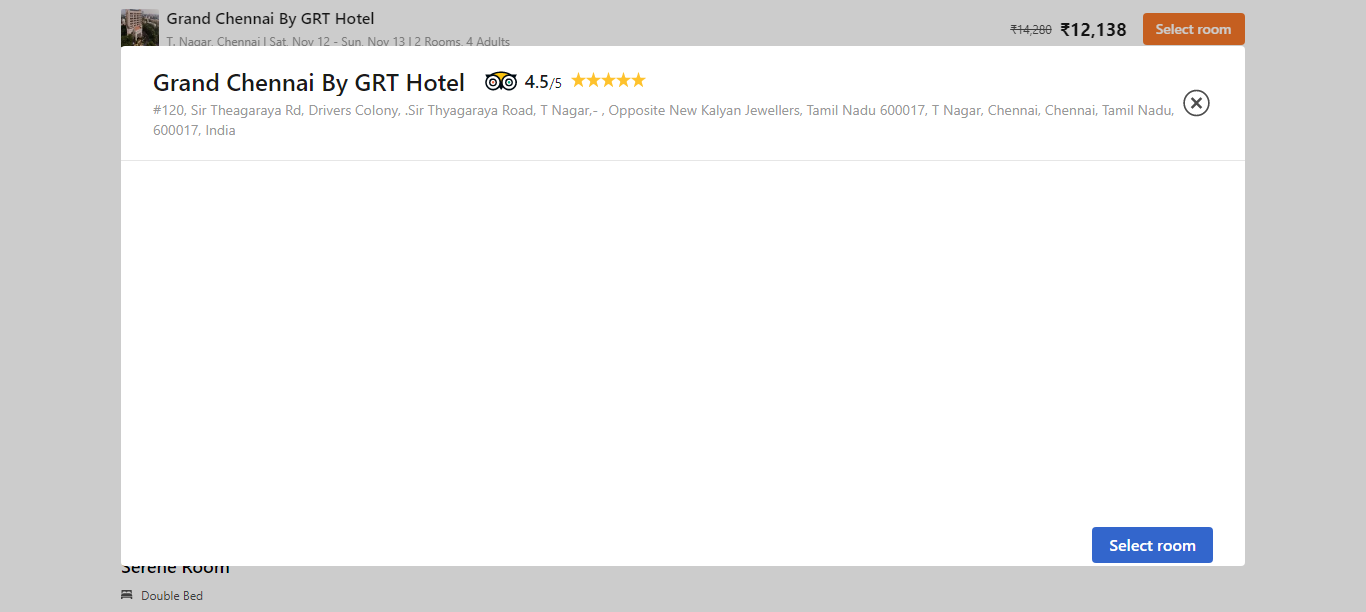 Grand Chennai By GRT Hotel
T. Nagar, Chennai | Sat, Nov 12 - Sun, Nov 13 | 2 Rooms, 4 Adults
₹14,280 ₹12,138 Select room
Grand Chennai By GRT Hotel 4.5/5
#120, Sir Theagaraya Rd, Drivers Colony, .Sir Thyagaraya Road, T Nagar,- , Opposite New Kalyan Jewellers, Tamil Nadu 600017, T Nagar, Chennai, Chennai, Tamil Nadu,
600017, India
Select room
Serene Room
Double Bed